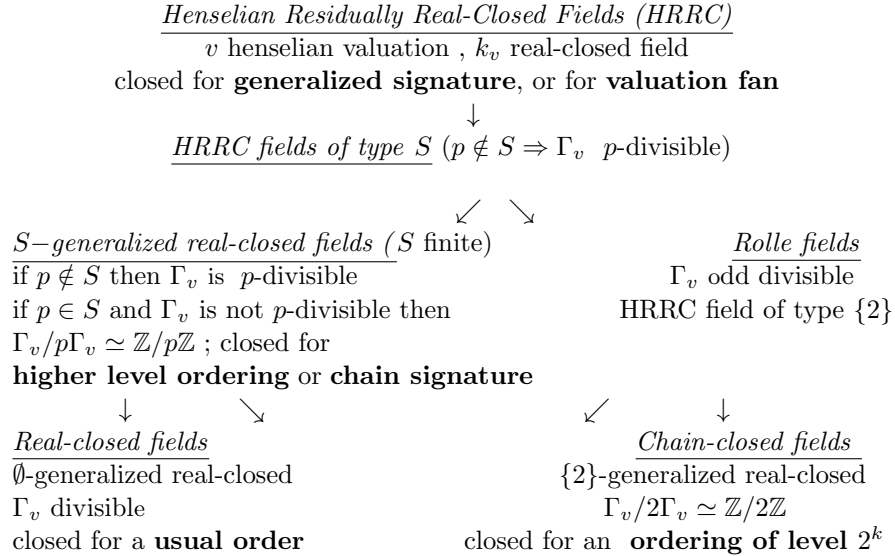 Henselian Residually Real-Closed Fields (HRRC)
v henselian valuation , k_v real-closed field
closed for generalized signature, or for valuation fan
↓
HRRC fields of type S (p ∉ S ⇒ Γ_v p-divisible)
↙ ↘
S−generalized real-closed fields (S finite)
if p ∉ S then Γ_v is p-divisible
if p ∈ S and Γ_v is not p-divisible then
Γ_v/pΓ_v ≃ ℤ/pℤ ; closed for
higher level ordering or chain signature
Rolle fields
Γ_v odd divisible
HRRC field of type {2}
↓ ↘ ↙ ↓
Real-closed fields
∅-generalized real-closed
Γ_v divisible
closed for a usual order
Chain-closed fields
{2}-generalized real-closed
Γ_v/2Γ_v ≃ ℤ/2ℤ
closed for an ordering of level 2^k